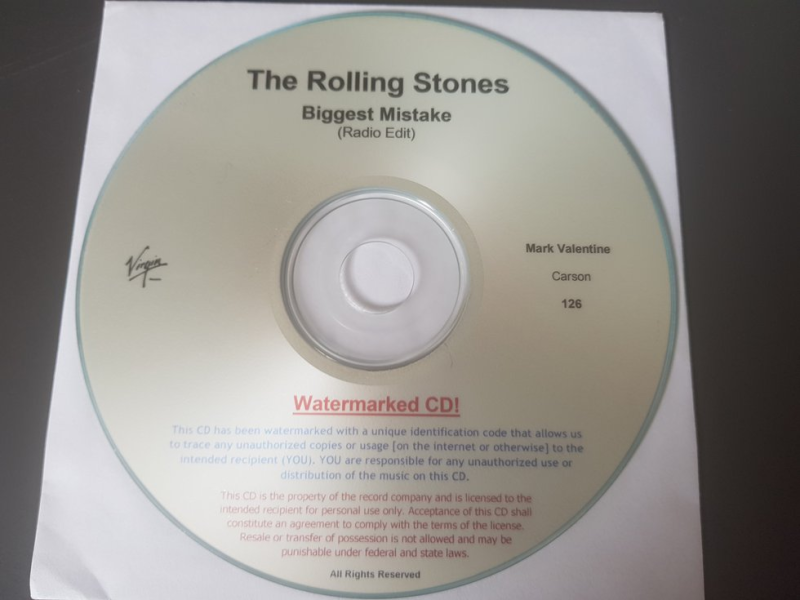 The Rolling Stones
Biggest Mistake
(Radio Edit)
Virgin
Mark Valentine
Carson
126
Watermarked CD!
This CD has been watermarked with a unique identification code that allows us
to trace any unauthorized copies or usage [on the internet or otherwise] to the
intended recipient (YOU). YOU are responsible for any unauthorized use or
distribution of the music on this CD.
This CD is the property of the record company and is licensed to the
intended recipient for personal use only. Acceptance of this CD shall
constitute an agreement to comply with the terms of the license.
Resale or transfer of possession is not allowed and may be
punishable under federal and state laws.
All Rights Reserved